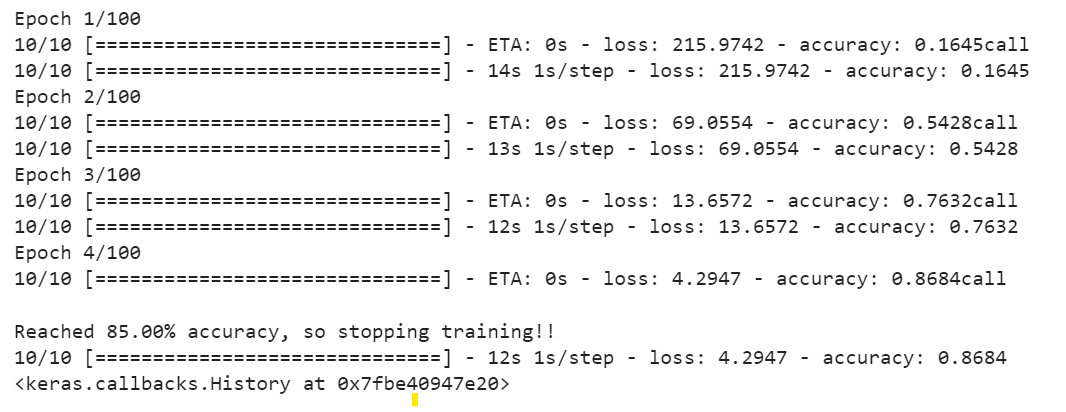 Epoch 1/100
10/10 [==============================] - ETA: 0s - loss: 215.9742 - accuracy: 0.1645call
10/10 [==============================] - 14s 1s/step - loss: 215.9742 - accuracy: 0.1645
Epoch 2/100
10/10 [==============================] - ETA: 0s - loss: 69.0554 - accuracy: 0.5428call
10/10 [==============================] - 13s 1s/step - loss: 69.0554 - accuracy: 0.5428
Epoch 3/100
10/10 [==============================] - ETA: 0s - loss: 13.6572 - accuracy: 0.7632call
10/10 [==============================] - 12s 1s/step - loss: 13.6572 - accuracy: 0.7632
Epoch 4/100
10/10 [==============================] - ETA: 0s - loss: 4.2947 - accuracy: 0.8684call
Reached 85.00% accuracy, so stopping training!!
10/10 [==============================] - 12s 1s/step - loss: 4.2947 - accuracy: 0.8684
<keras.callbacks.History at 0x7fbe40947e20>